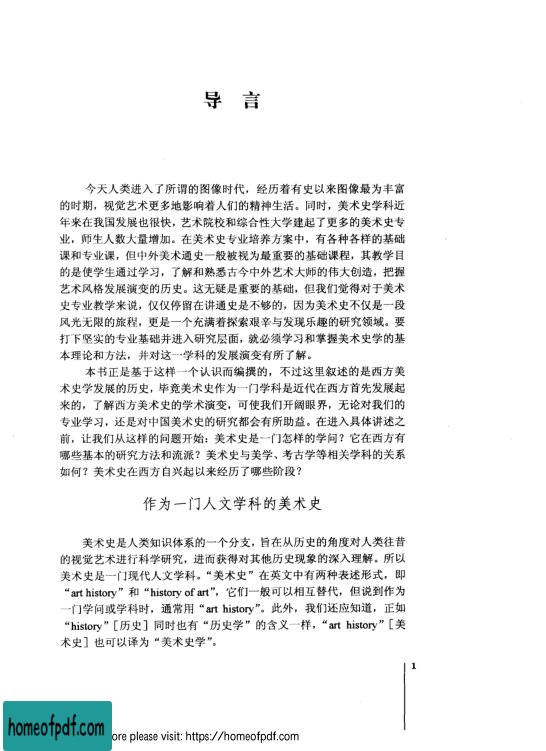 导 言
今天人类进入了所谓的图像时代，经历着有史以来图像最为丰富
的时期，视觉艺术更多地影响着人们的精神生活。同时，美术史学科近
年来在我国发展也很快，艺术院校和综合性大学建起了更多的美术史专
业，师生人数大量增加。在美术史专业培养方案中，有各种各样的基础
课和专业课，但中外美术通史一般被视为最重要的基础课程，其教学目
的是使学生通过学习，了解和熟悉古今中外艺术大师的伟大创造，把握
艺术风格发展演变的历史。这无疑是重要的基础，但我们觉得对于美术
史专业教学来说，仅仅停留在讲通史是不够的，因为美术史不仅是一段
风光无限的旅程，更是一个充满着探索艰辛与发现乐趣的研究领域。要
打下坚实的专业基础并进入研究层面，就必须学习和掌握美术史学的基
本理论和方法，并对这一学科的发展演变有所了解。
本书正是基于这样一个认识而编撰的，不过这里叙述的是西方美
术史学发展的历史，毕竟美术史作为一门学科是近代在西方首先发展起
来的，了解西方美术史的学术演变，可使我们开阔眼界，无论对我们的
专业学习，还是对中国美术史的研究都会有所助益。在进入具体讲述之
前，让我们从这样的问题开始：美术史是一门怎样的学问？它在西方有
哪些基本的研究方法和流派？美术史与美学、考古学等相关学科的关系
如何？美术史在西方自兴起以来经历了哪些阶段？
作为一门人文学科的美术史
美术史是人类知识体系的一个分支，旨在从历史的角度对人类往昔
的视觉艺术进行科学研究，进而获得对其他历史现象的深入理解。所以
美术史是一门现代人文学科。“美术史”在英文中有两种表述形式，即
“art history”和“history of art”，它们一般可以相互替代，但说到作为
一门学问或学科时，通常用“art history”。此外，我们还应知道，正如
“history”［历史］同时也有“历史学”的含义一样，“art history”［美
术史］也可以译为“美术史学”。
1
homeofpdf.com
ore please visit: https://homeofpdf.com